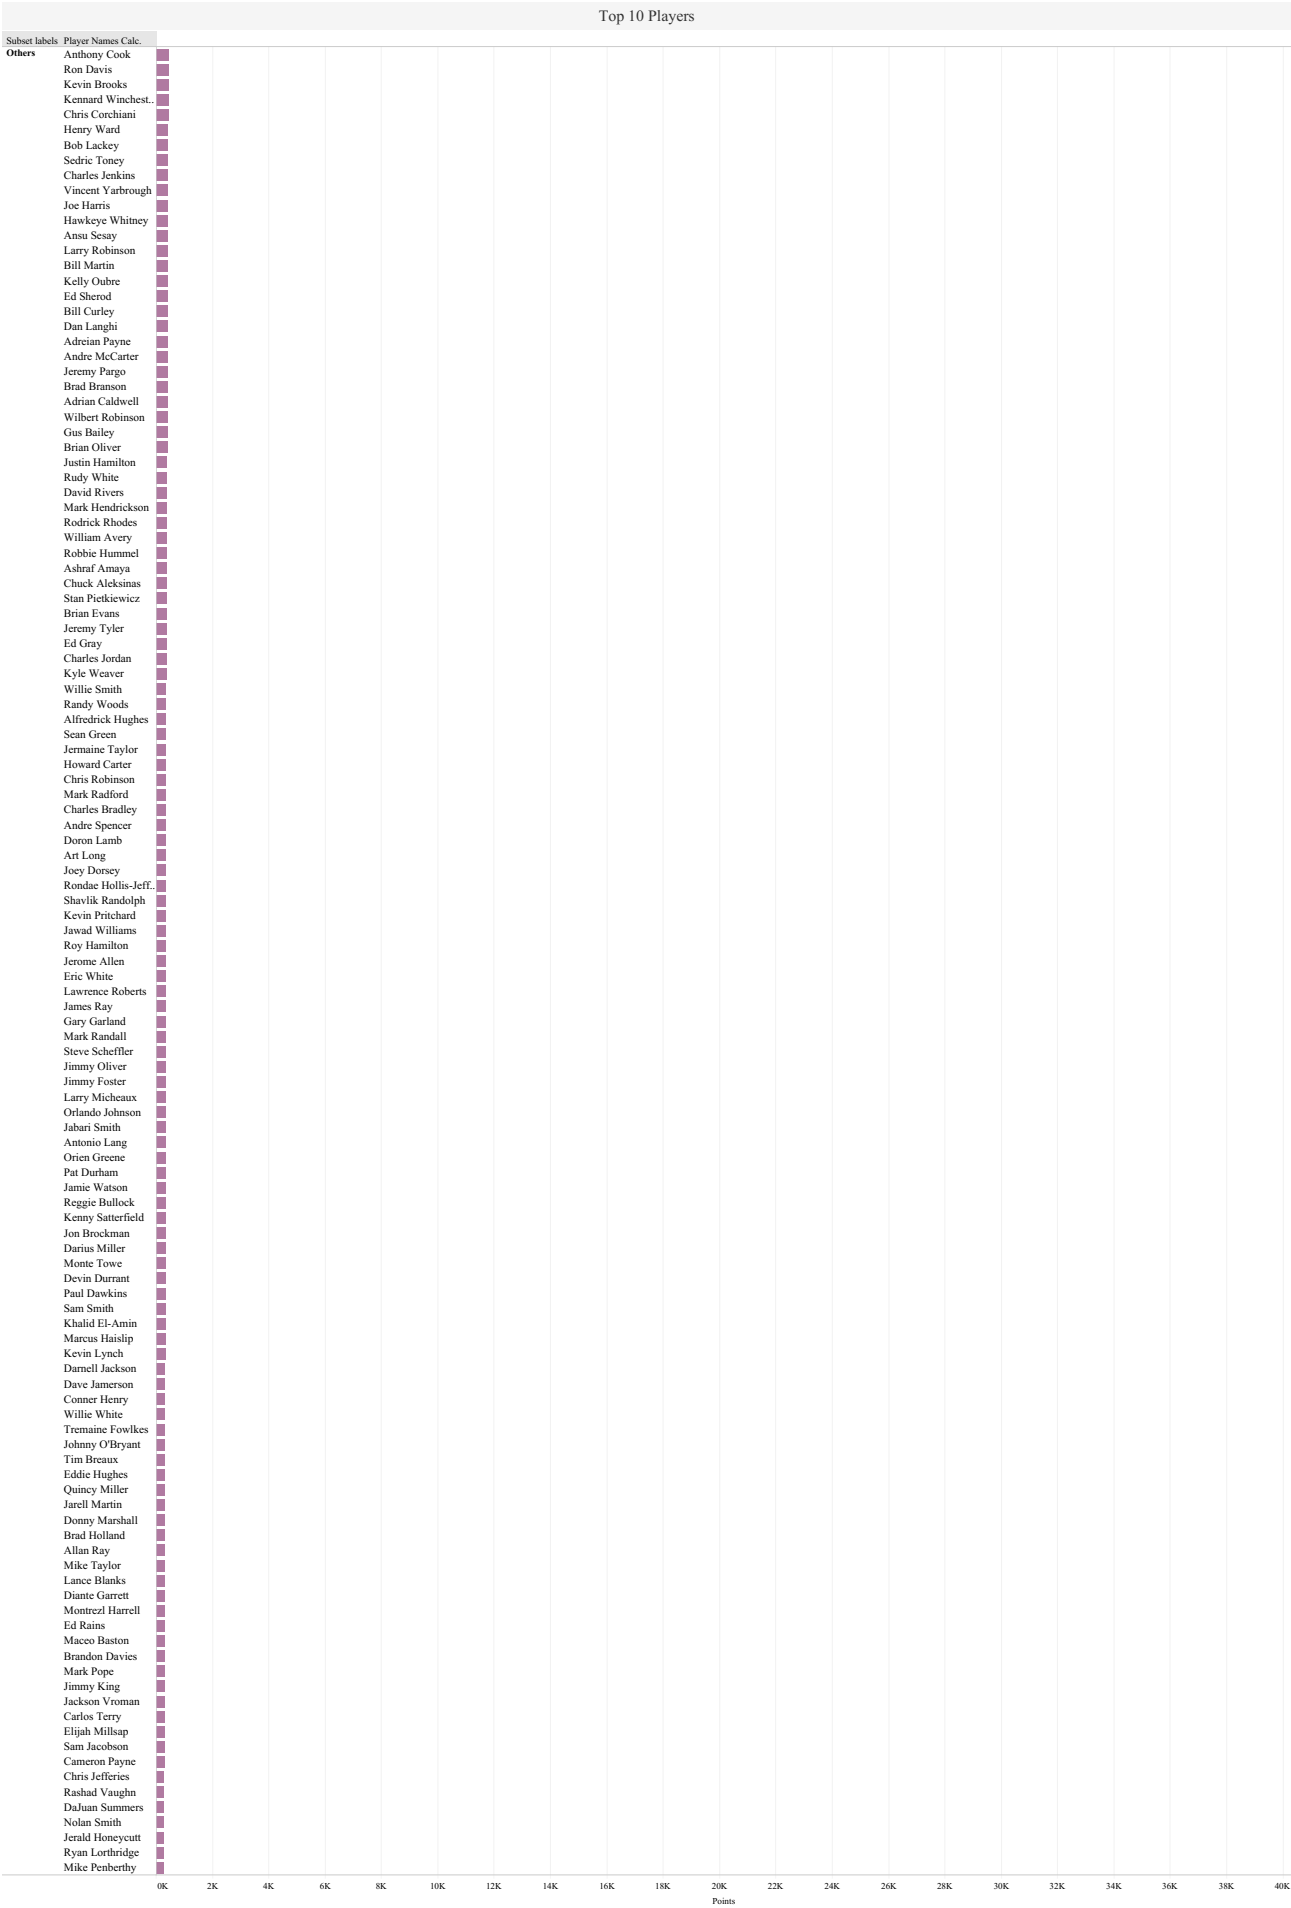 Top 10 Players
Subset labels Player Names Calc.
Others Anthony Cook
Ron Davis
Kevin Brooks
Kennard Winchest..
Chris Corchiani
Henry Ward
Bob Lackey
Sedric Toney
Charles Jenkins
Vincent Yarbrough
Joe Harris
Hawkeye Whitney
Ansu Sesay
Larry Robinson
Bill Martin
Kelly Oubre
Ed Sherod
Bill Curley
Dan Langhi
Adreian Payne
Andre McCarter
Jeremy Pargo
Brad Branson
Adrian Caldwell
Wilbert Robinson
Gus Bailey
Brian Oliver
Justin Hamilton
Rudy White
David Rivers
Mark Hendrickson
Rodrick Rhodes
William Avery
Robbie Hummel
Ashraf Amaya
Chuck Aleksinas
Stan Pietkiewicz
Brian Evans
Jeremy Tyler
Ed Gray
Charles Jordan
Kyle Weaver
Willie Smith
Randy Woods
Alfredrick Hughes
Sean Green
Jermaine Taylor
Howard Carter
Chris Robinson
Mark Radford
Charles Bradley
Andre Spencer
Doron Lamb
Art Long
Joey Dorsey
Rondae Hollis-Jeff..
Shavlik Randolph
Kevin Pritchard
Jawad Williams
Roy Hamilton
Jerome Allen
Eric White
Lawrence Roberts
James Ray
Gary Garland
Mark Randall
Steve Scheffler
Jimmy Oliver
Jimmy Foster
Larry Micheaux
Orlando Johnson
Jabari Smith
Antonio Lang
Orien Greene
Pat Durham
Jamie Watson
Reggie Bullock
Kenny Satterfield
Jon Brockman
Darius Miller
Monte Towe
Devin Durrant
Paul Dawkins
Sam Smith
Khalid El-Amin
Marcus Haislip
Kevin Lynch
Darnell Jackson
Dave Jamerson
Conner Henry
Willie White
Tremaine Fowlkes
Johnny O'Bryant
Tim Breaux
Eddie Hughes
Quincy Miller
Jarell Martin
Donny Marshall
Brad Holland
Allan Ray
Mike Taylor
Lance Blanks
Diante Garrett
Montrezl Harrell
Ed Rains
Maceo Baston
Brandon Davies
Mark Pope
Jimmy King
Jackson Vroman
Carlos Terry
Elijah Millsap
Sam Jacobson
Cameron Payne
Chris Jefferies
Rashad Vaughn
DaJuan Summers
Nolan Smith
Jerald Honeycutt
Ryan Lorthridge
Mike Penberthy
0K 2K 4K 6K 8K 10K 12K 14K 16K 18K 20K 22K 24K 26K 28K 30K 32K 34K 36K 38K 40K
Points